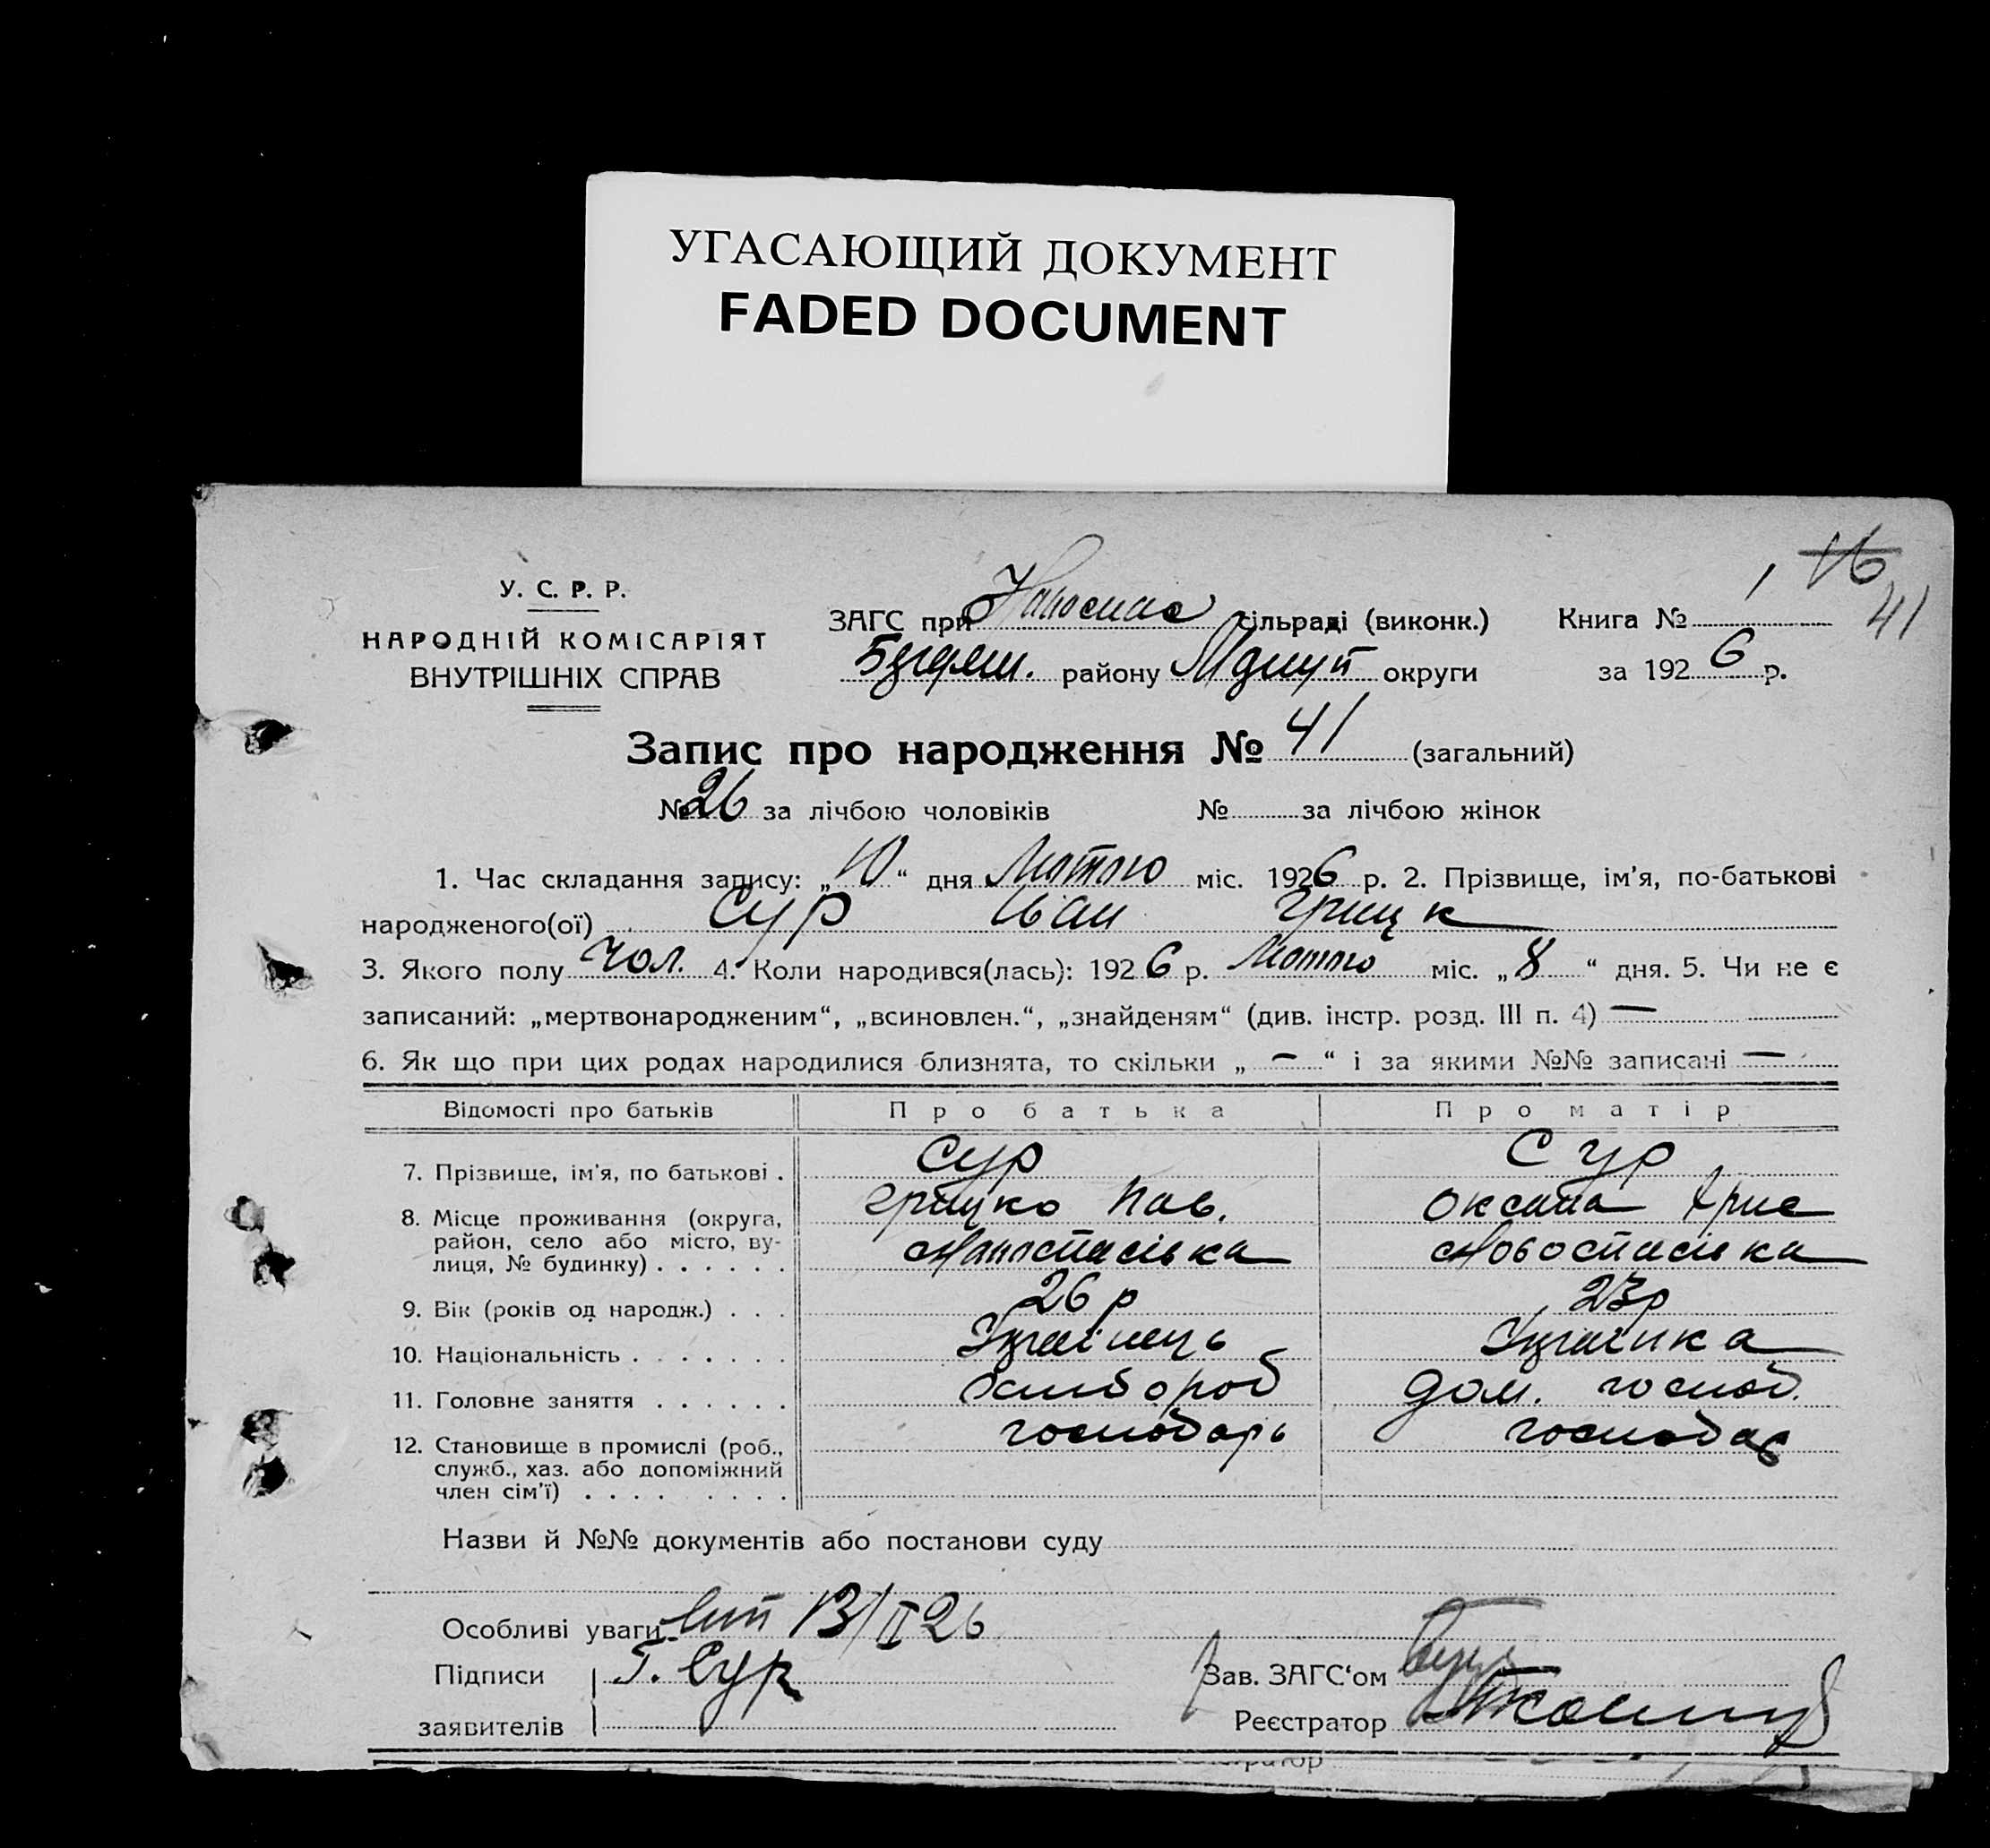 УГАСАЮЩИЙ ДОКУМЕНТ
FADED DOCUMENT
16
41
У. С. Р. Р.
НАРОДНІЙ КОМІСАРІЯТ
ВНУТРІШНІХ СПРАВ
ЗАГС при сільраді (виконк.) Книга № 1
району округи за 1926 р.
Запис про народження № 41 (загальний)
№ 26 за лічбою чоловіків № за лічбою жінок
1. Час складання запису: „10“ дня Лютого міс. 1926 р. 2. Прізвище, ім'я, по-батькові
народженого(ої) Сур Іван Грицк
3. Якого полу чол. 4. Коли народився(лась): 1926 р. Лютого міс. „8“ дня. 5. Чи не є
записаний: „мертвонародженим“, „всиновлен.“, „знайденям“ (див. інстр. розд. III п. 4) —
6. Як що при цих родах народилися близнята, то скільки „—“ і за якими №№ записані —
Відомості про батьків Про батька Про матір
7. Прізвище, ім'я, по батькові . Сур Сур
Грицко Пав. Оксана
8. Місце проживання (округа, район, село або місто, вулиця, № будинку) . . . . . . Новоспасівка
9. Вік (років од народж.) . . . 26 р 23р
10. Національність . . . . . . . Українець Українка
11. Головне заняття . . . . . . хлібороб дом. господ.
12. Становище в промислі (роб., служб., хаз. або допоміжний член сім'ї) . . . . . . . . господарь господар
Назви й №№ документів або постанови суду
Особливі уваги 13/II 26
Підписи Г. Сур Зав. ЗАГС‘ом
заявителів Реєстратор